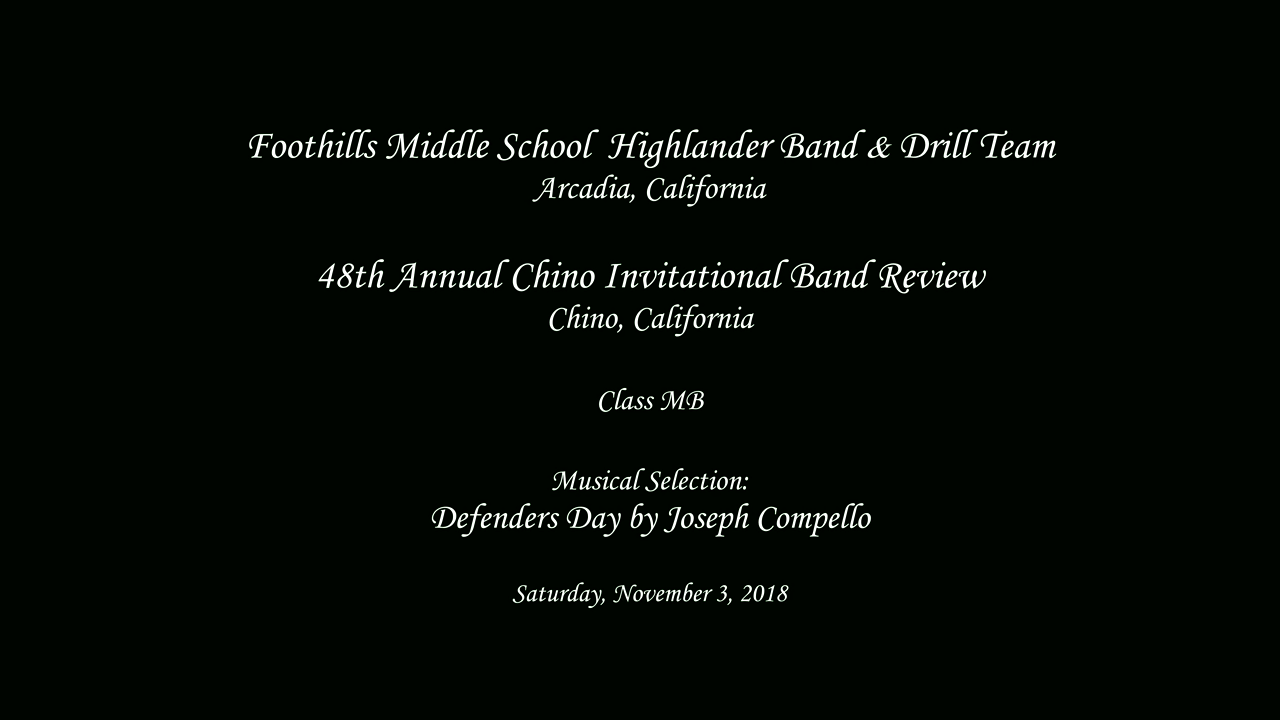 Foothills Middle School Highlander Band & Drill Team
Arcadia, California
48th Annual Chino Invitational Band Review
Chino, California
Class MB
Musical Selection:
Defenders Day by Joseph Compello
Saturday, November 3, 2018